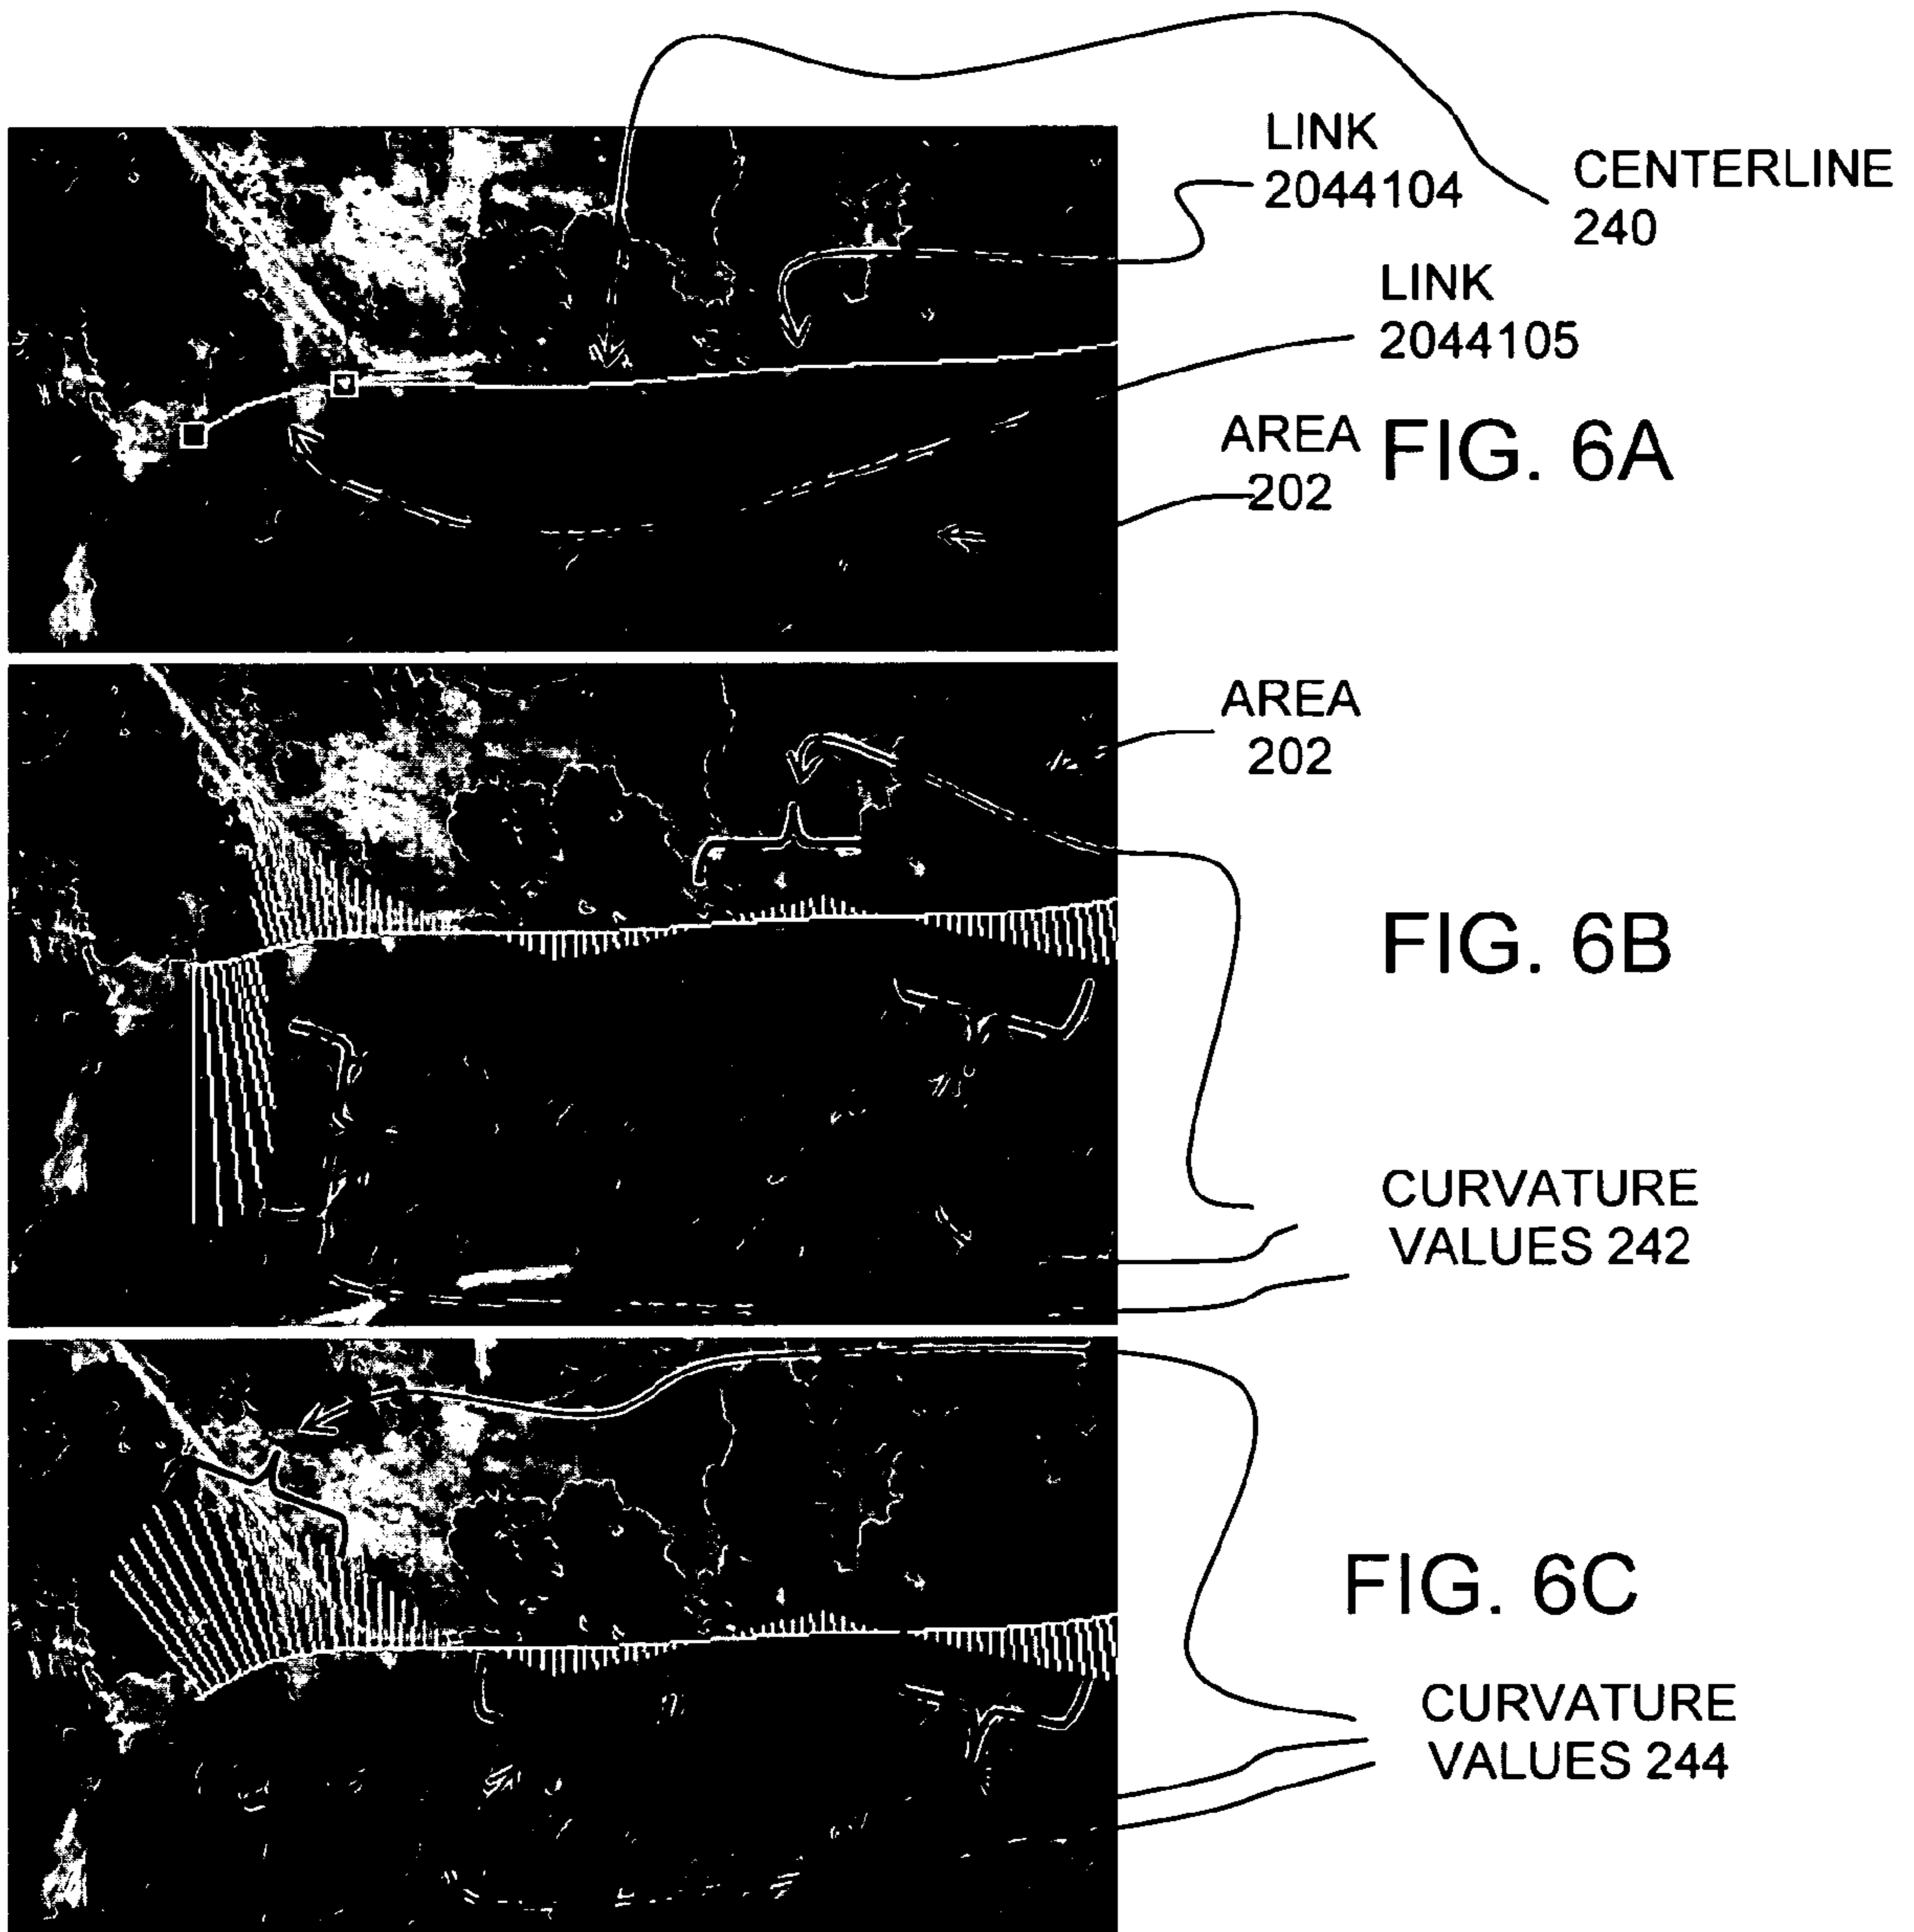 LINK
2044104
CENTERLINE
240
LINK
2044105
AREA
202
FIG. 6A
AREA
202
FIG. 6B
CURVATURE
VALUES 242
FIG. 6C
CURVATURE
VALUES 244